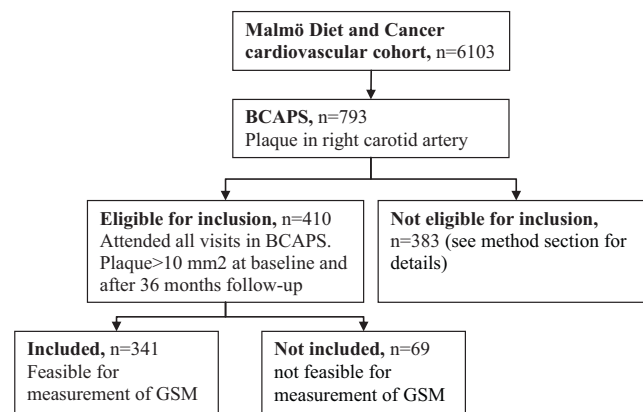 Malmö Diet and Cancer
cardiovascular cohort, n=6103
BCAPS, n=793
Plaque in right carotid artery
Eligible for inclusion, n=410
Attended all visits in BCAPS.
Plaque>10 mm2 at baseline and
after 36 months follow-up
Not eligible for inclusion,
n=383 (see method section for
details)
Included, n=341
Feasible for
measurement of GSM
Not included, n=69
not feasible for
measurement of GSM